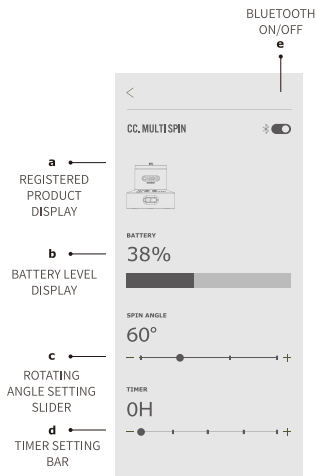 BLUETOOTH
ON/OFF
e
<
CC. MULTI SPIN
a
REGISTERED
PRODUCT
DISPLAY
BATTERY
38%
b
BATTERY LEVEL
DISPLAY
SPIN ANGLE
60°
c
- +
ROTATING
ANGLE SETTING
SLIDER
TIMER
0H
d
- +
TIMER SETTING
BAR